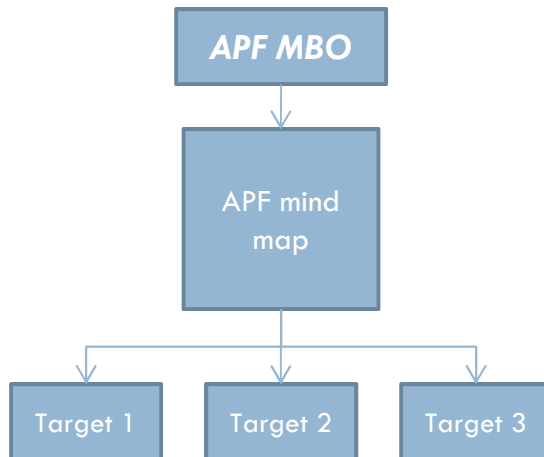 APF MBO
APF mind
map
Target 1
Target 2
Target 3